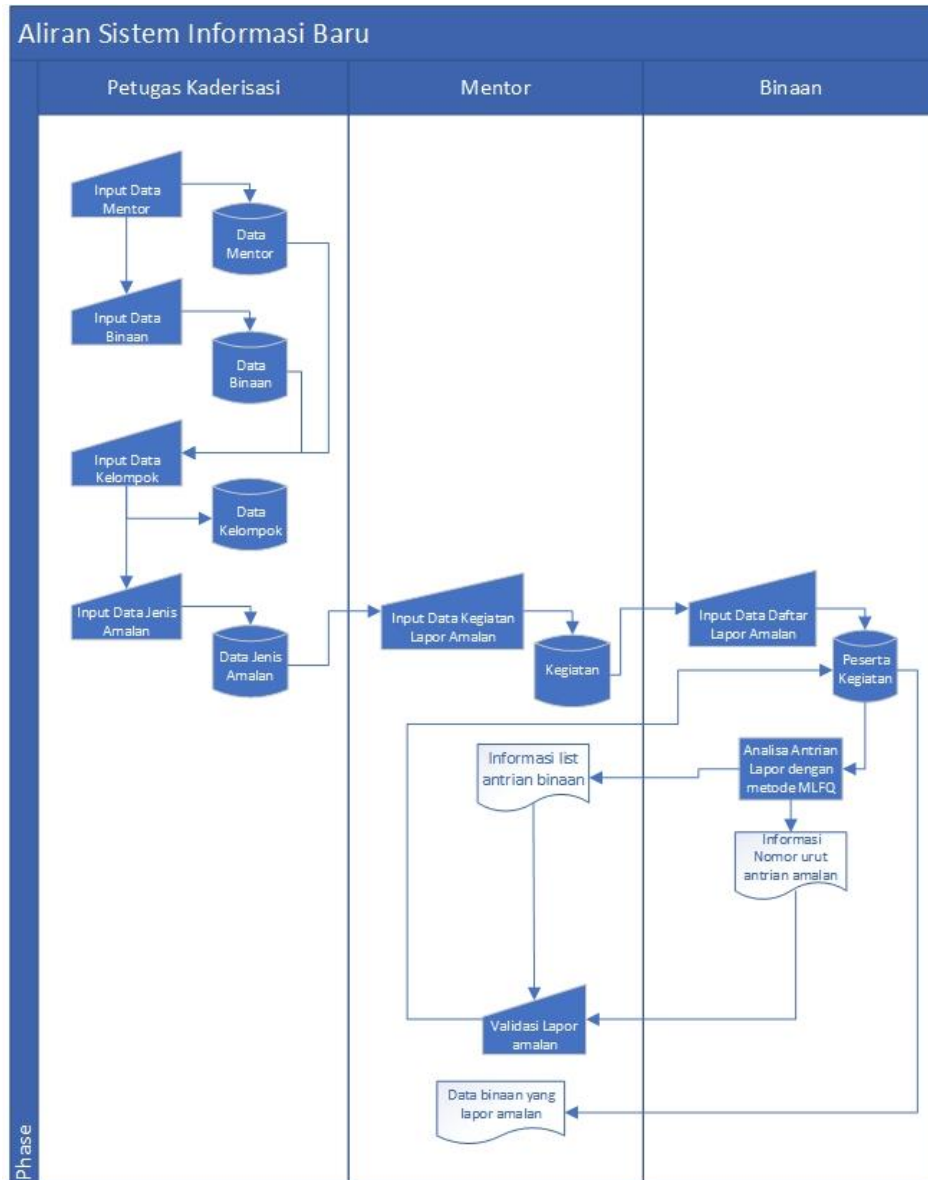 Aliran Sistem Informasi Baru
Petugas Kaderisasi
Mentor
Binaan
Input Data
Mentor
Data
Mentor
Input Data
Binaan
Data
Binaan
Input Data
Kelompok
Data
Kelompok
Input Data Jenis
Amalan
Data Jenis
Amalan
Input Data Kegiatan
Lapor Amalan
Kegiatan
Input Data Daftar
Lapor Amalan
Peserta
Kegiatan
Informasi list
antrian binaan
Analisa Antrian
Lapor dengan
metode MLFQ
Informasi
Nomor urut
antrian amalan
Validasi Lapor
amalan
Data binaan yang
lapor amalan
Phase